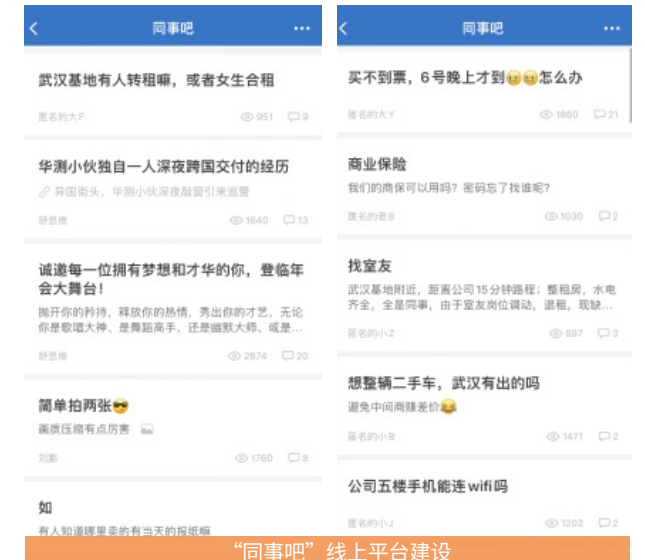 同事吧
武汉基地有人转租嘛，或者女生合租
匿名的大F 951 9
华测小伙独自一人深夜跨国交付的经历
异国街头，华测小伙深夜敲窗引来巡警
舒思维 1640 13
诚邀每一位拥有梦想和才华的你，登临年
会大舞台！
抛开你的矜持，释放你的热情，秀出你的才艺，无论
你是歌唱大神、是舞蹈高手，还是幽默大师、或是...
舒思维 2874 20
简单拍两张😎
画质压缩有点厉害
刘鹏 1760 8
如
有人知道哪里卖的有当天的报纸嘛
同事吧
买不到票，6号晚上才到😆😆怎么办
匿名的大Y 1860 21
商业保险
我们的商保可以用吗？密码忘了找谁呢？
匿名的老B 1030 2
找室友
武汉基地附近，距离公司15分钟路程；整租房，水电
齐全，全是同事，由于室友岗位调动，退租，现缺...
匿名的小Z 897 3
想整辆二手车，武汉有出的吗
避免中间商赚差价😂
匿名的小B 1471 2
公司五楼手机能连wifi吗
匿名的小J 1202 2
“同事吧”线上平台建设